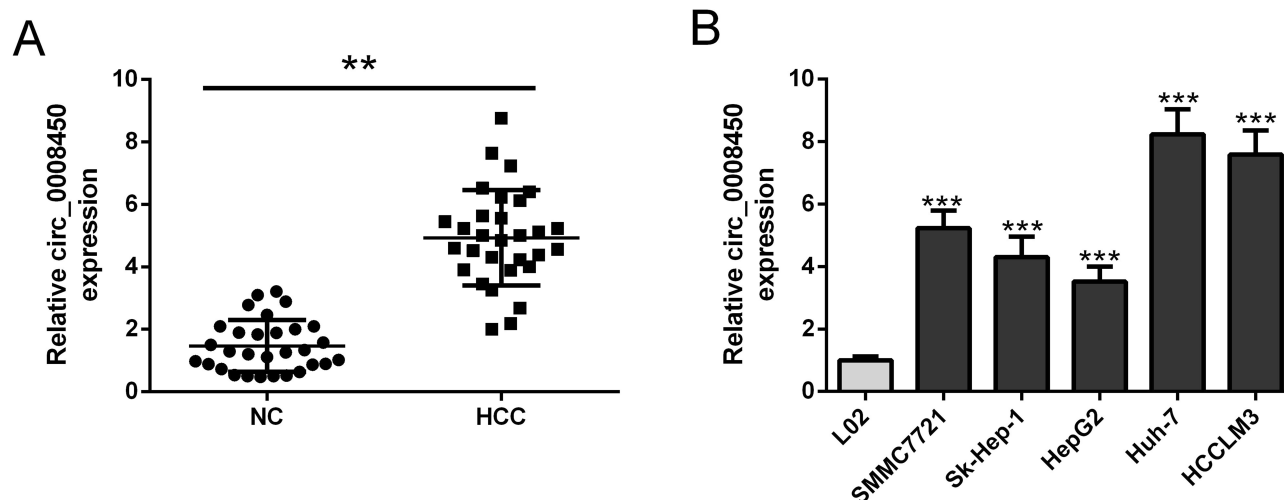 A
Relative circ_0008450
expression
10
8
6
4
2
0
**
NC
HCC
B
Relative circ_0008450
expression
10
8
6
4
2
0
***
***
***
***
***
L02
SMMC7721
Sk-Hep-1
HepG2
Huh-7
HCCLM3